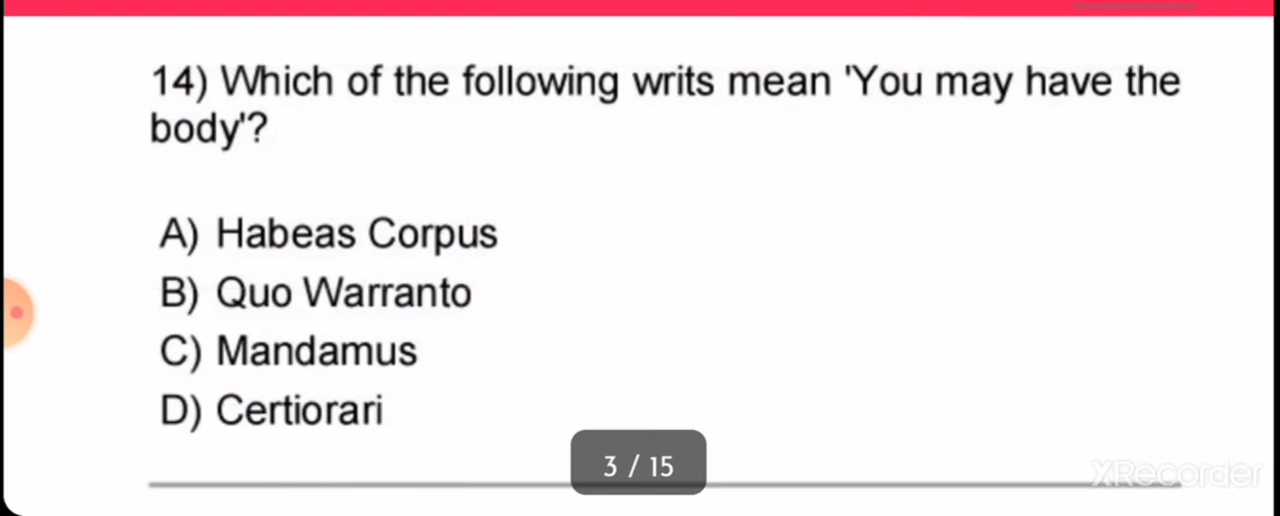 14) Which of the following writs mean 'You may have the
body'?
A) Habeas Corpus
B) Quo Warranto
C) Mandamus
D) Certiorari
3 / 15
XRecorder